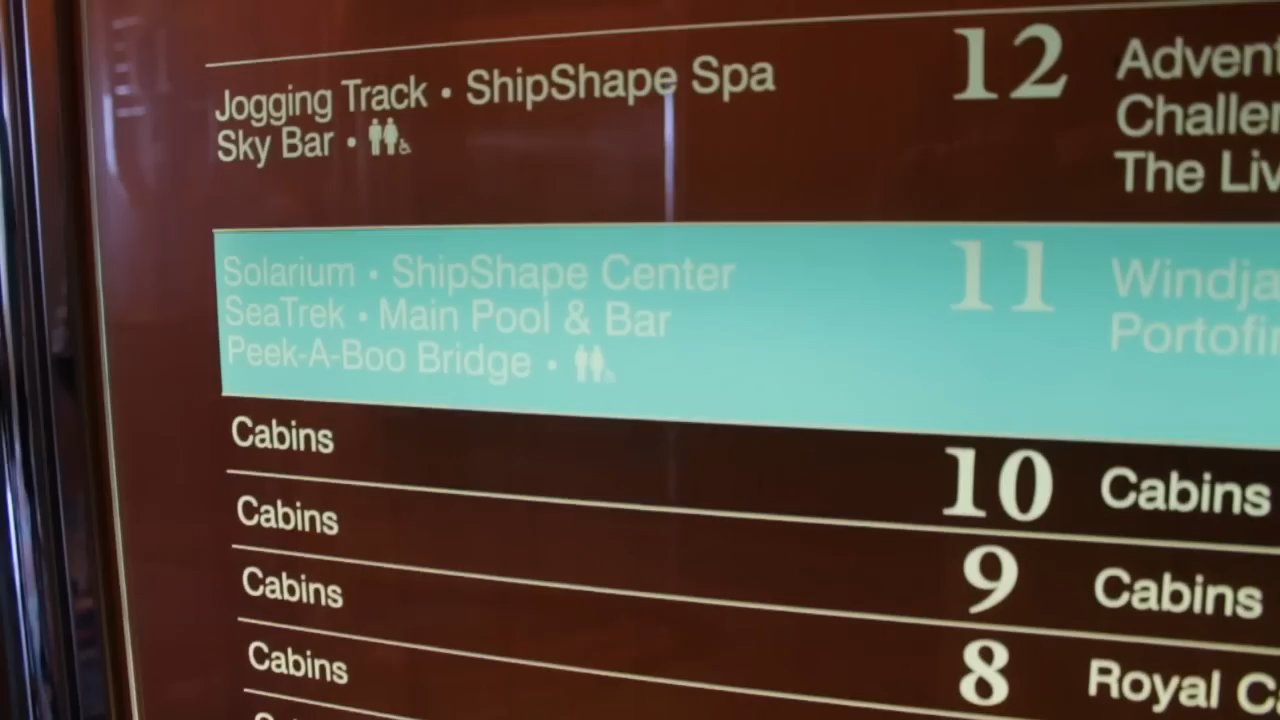 Jogging Track • ShipShape Spa
Sky Bar •
12
Advent
Challen
The Liv
Solarium • ShipShape Center
SeaTrek • Main Pool & Bar
Peek-A-Boo Bridge •
11
Windja
Portofin
Cabins
10
Cabins
Cabins
9
Cabins
Cabins
8
Royal C
Cabins